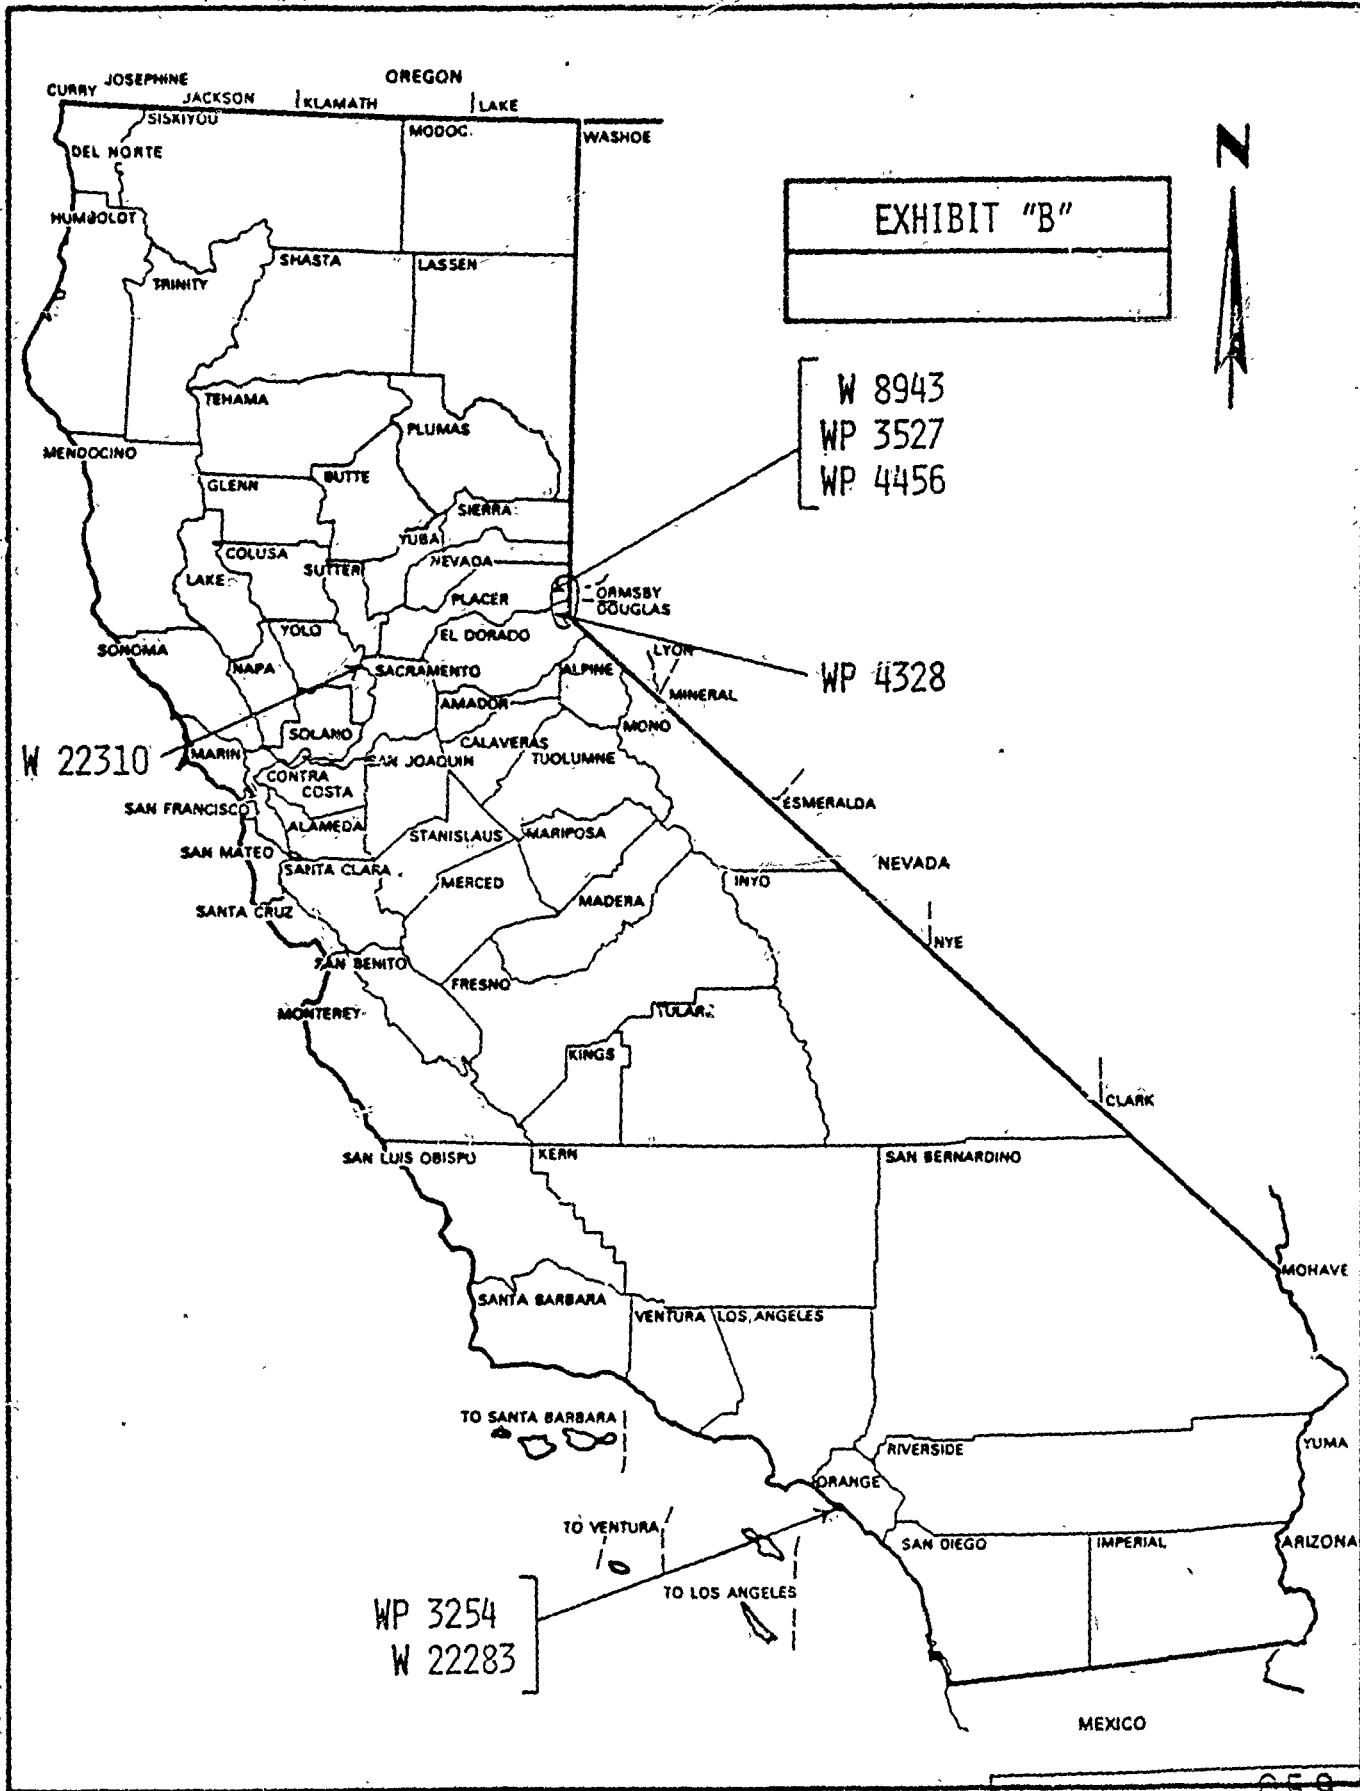 OREGON
JOSEPHINE
CURRY
JACKSON
KLAMATH
LAKE
SISKIYOU
MODOC
WASHOE
DEL NORTE
N
EXHIBIT "B"
HUMBOLDT
SHASTA
LASSEN
TRINITY
W 8943
WP 3527
WP 4456
TEHAMA
PLUMAS
MENDOCINO
BUTTE
GLENN
SIERRA
YUBA
COLUSA
NEVADA
SUTTER
LAKE
PLACER
ORMSBY
DOUGLAS
YOLO
EL DORADO
SONOMA
NAPA
SACRAMENTO
ALPINE
LYON
WP 4328
MINERAL
AMADOR
MONO
SOLANO
CALAVERAS
W 22310
MARIN
SAN JOAQUIN
TUOLUMNE
CONTRA
COSTA
ESMERALDA
SAN FRANCISCO
ALAMEDA
STANISLAUS
MARIPOSA
SAN MATEO
SANTA CLARA
NEVADA
MERCED
INYO
MADERA
SANTA CRUZ
NYE
SAN BENITO
FRESNO
MONTEREY
TULARE
KINGS
CLARK
SAN LUIS OBISPO
KERN
SAN BERNARDINO
MOHAVE
SANTA BARBARA
VENTURA
LOS ANGELES
TO SANTA BARBARA
RIVERSIDE
YUMA
ORANGE
TO VENTURA
SAN DIEGO
IMPERIAL
ARIZONA
TO LOS ANGELES
WP 3254
W 22283
MEXICO